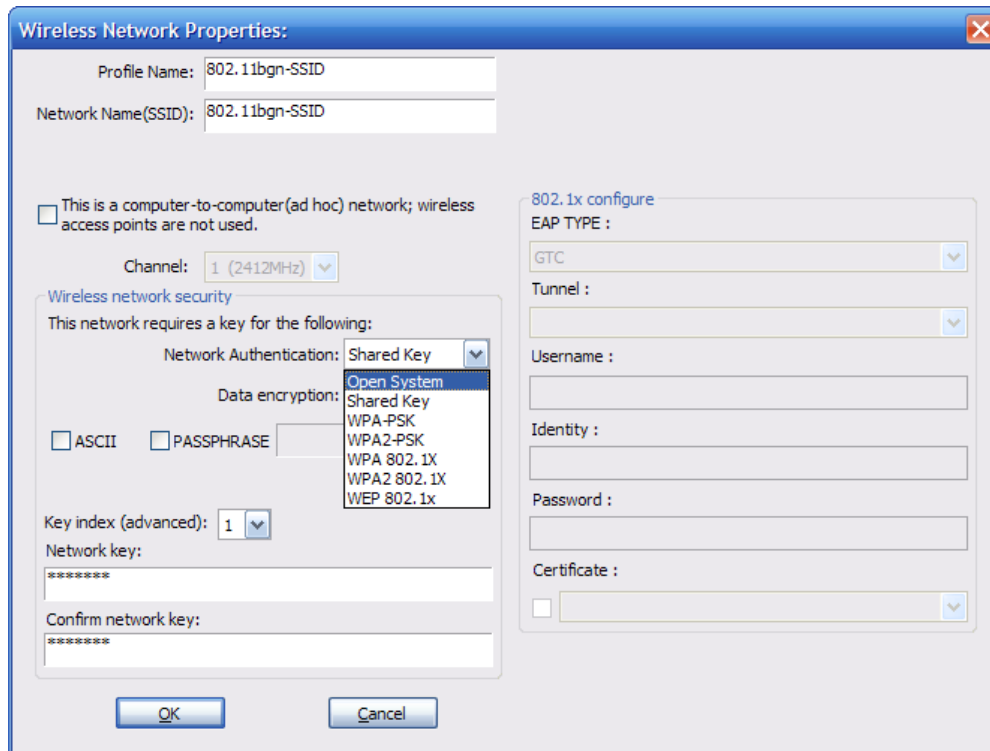 Wireless Network Properties:
Profile Name: 802.11bgn-SSID
Network Name(SSID): 802.11bgn-SSID
This is a computer-to-computer(ad hoc) network; wireless
access points are not used.
Channel: 1 (2412MHz)
Wireless network security
This network requires a key for the following:
Network Authentication: Shared Key
Data encryption:
Open System
Shared Key
WPA-PSK
WPA2-PSK
WPA 802.1X
WPA2 802.1X
WEP 802.1x
ASCII PASSPHRASE
Key index (advanced): 1
Network key:
*******
Confirm network key:
*******
OK Cancel
802.1x configure
EAP TYPE :
GTC
Tunnel :
Username :
Identity :
Password :
Certificate :